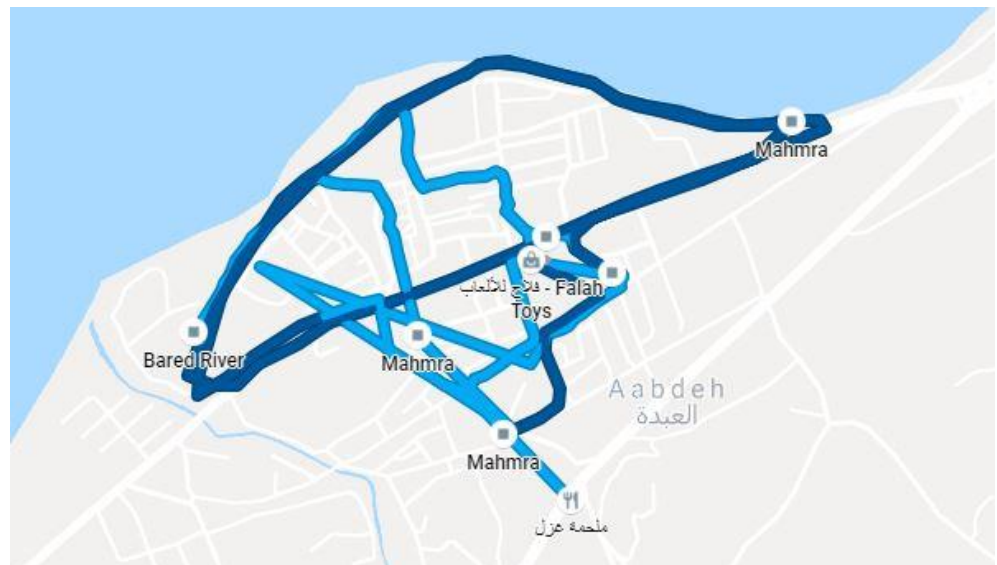 Mahmra
فلاح للألعاب - Falah
Toys
Bared River
Mahmra
Aabdeh
العبدة
Mahmra
ملحمة عزل